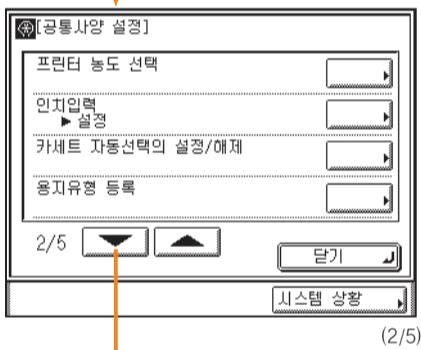 [공통사양 설정]
프린터 농도 선택
인치입력
▶ 설정
카세트 자동선택의 설정/해제
용지유형 등록
2/5
닫기
시스템 상황
(2/5)